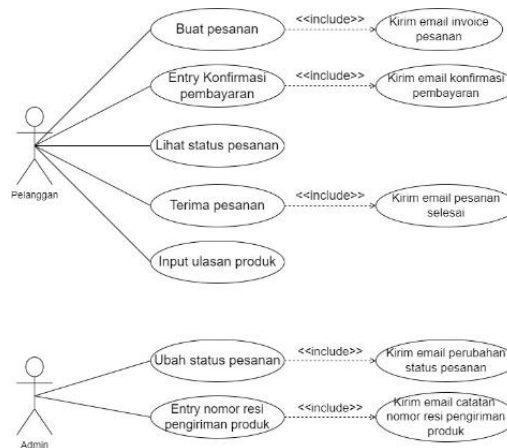 Buat pesanan
<<include>>
Kirim email invoice
pesanan
Entry Konfirmasi
pembayaran
<<include>>
Kirim email konfirmasi
pembayaran
Lihat status pesanan
Pelanggan
Terima pesanan
<<include>>
Kirim email pesanan
selesai
Input ulasan produk
Ubah status pesanan
<<include>>
Kirim email perubahan
status pesanan
Entry nomor resi
pengiriman produk
<<include>>
Kirim email catatan
nomor resi pengiriman
produk
Admin